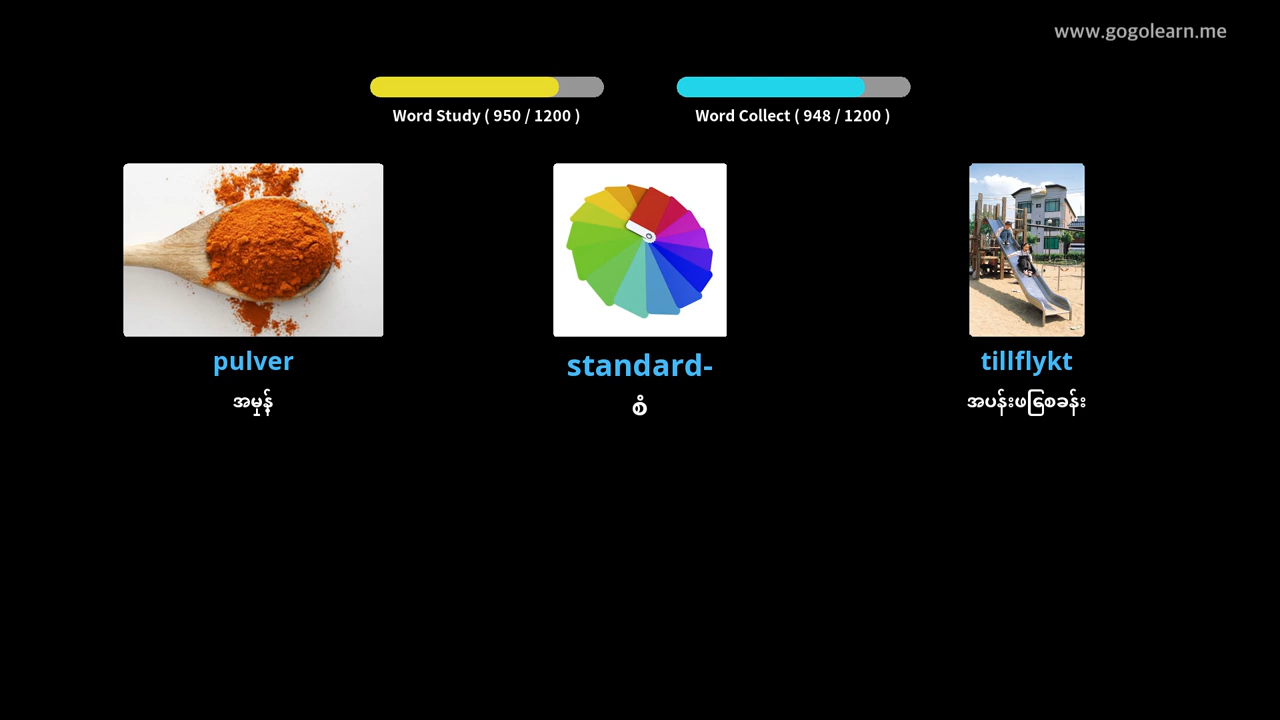 www.gogolearn.me
Word Study ( 950 / 1200 )
Word Collect ( 948 / 1200 )
pulver
standard-
tillflykt
အမှုန့်
စံ
အပန်းဖြေစခန်း